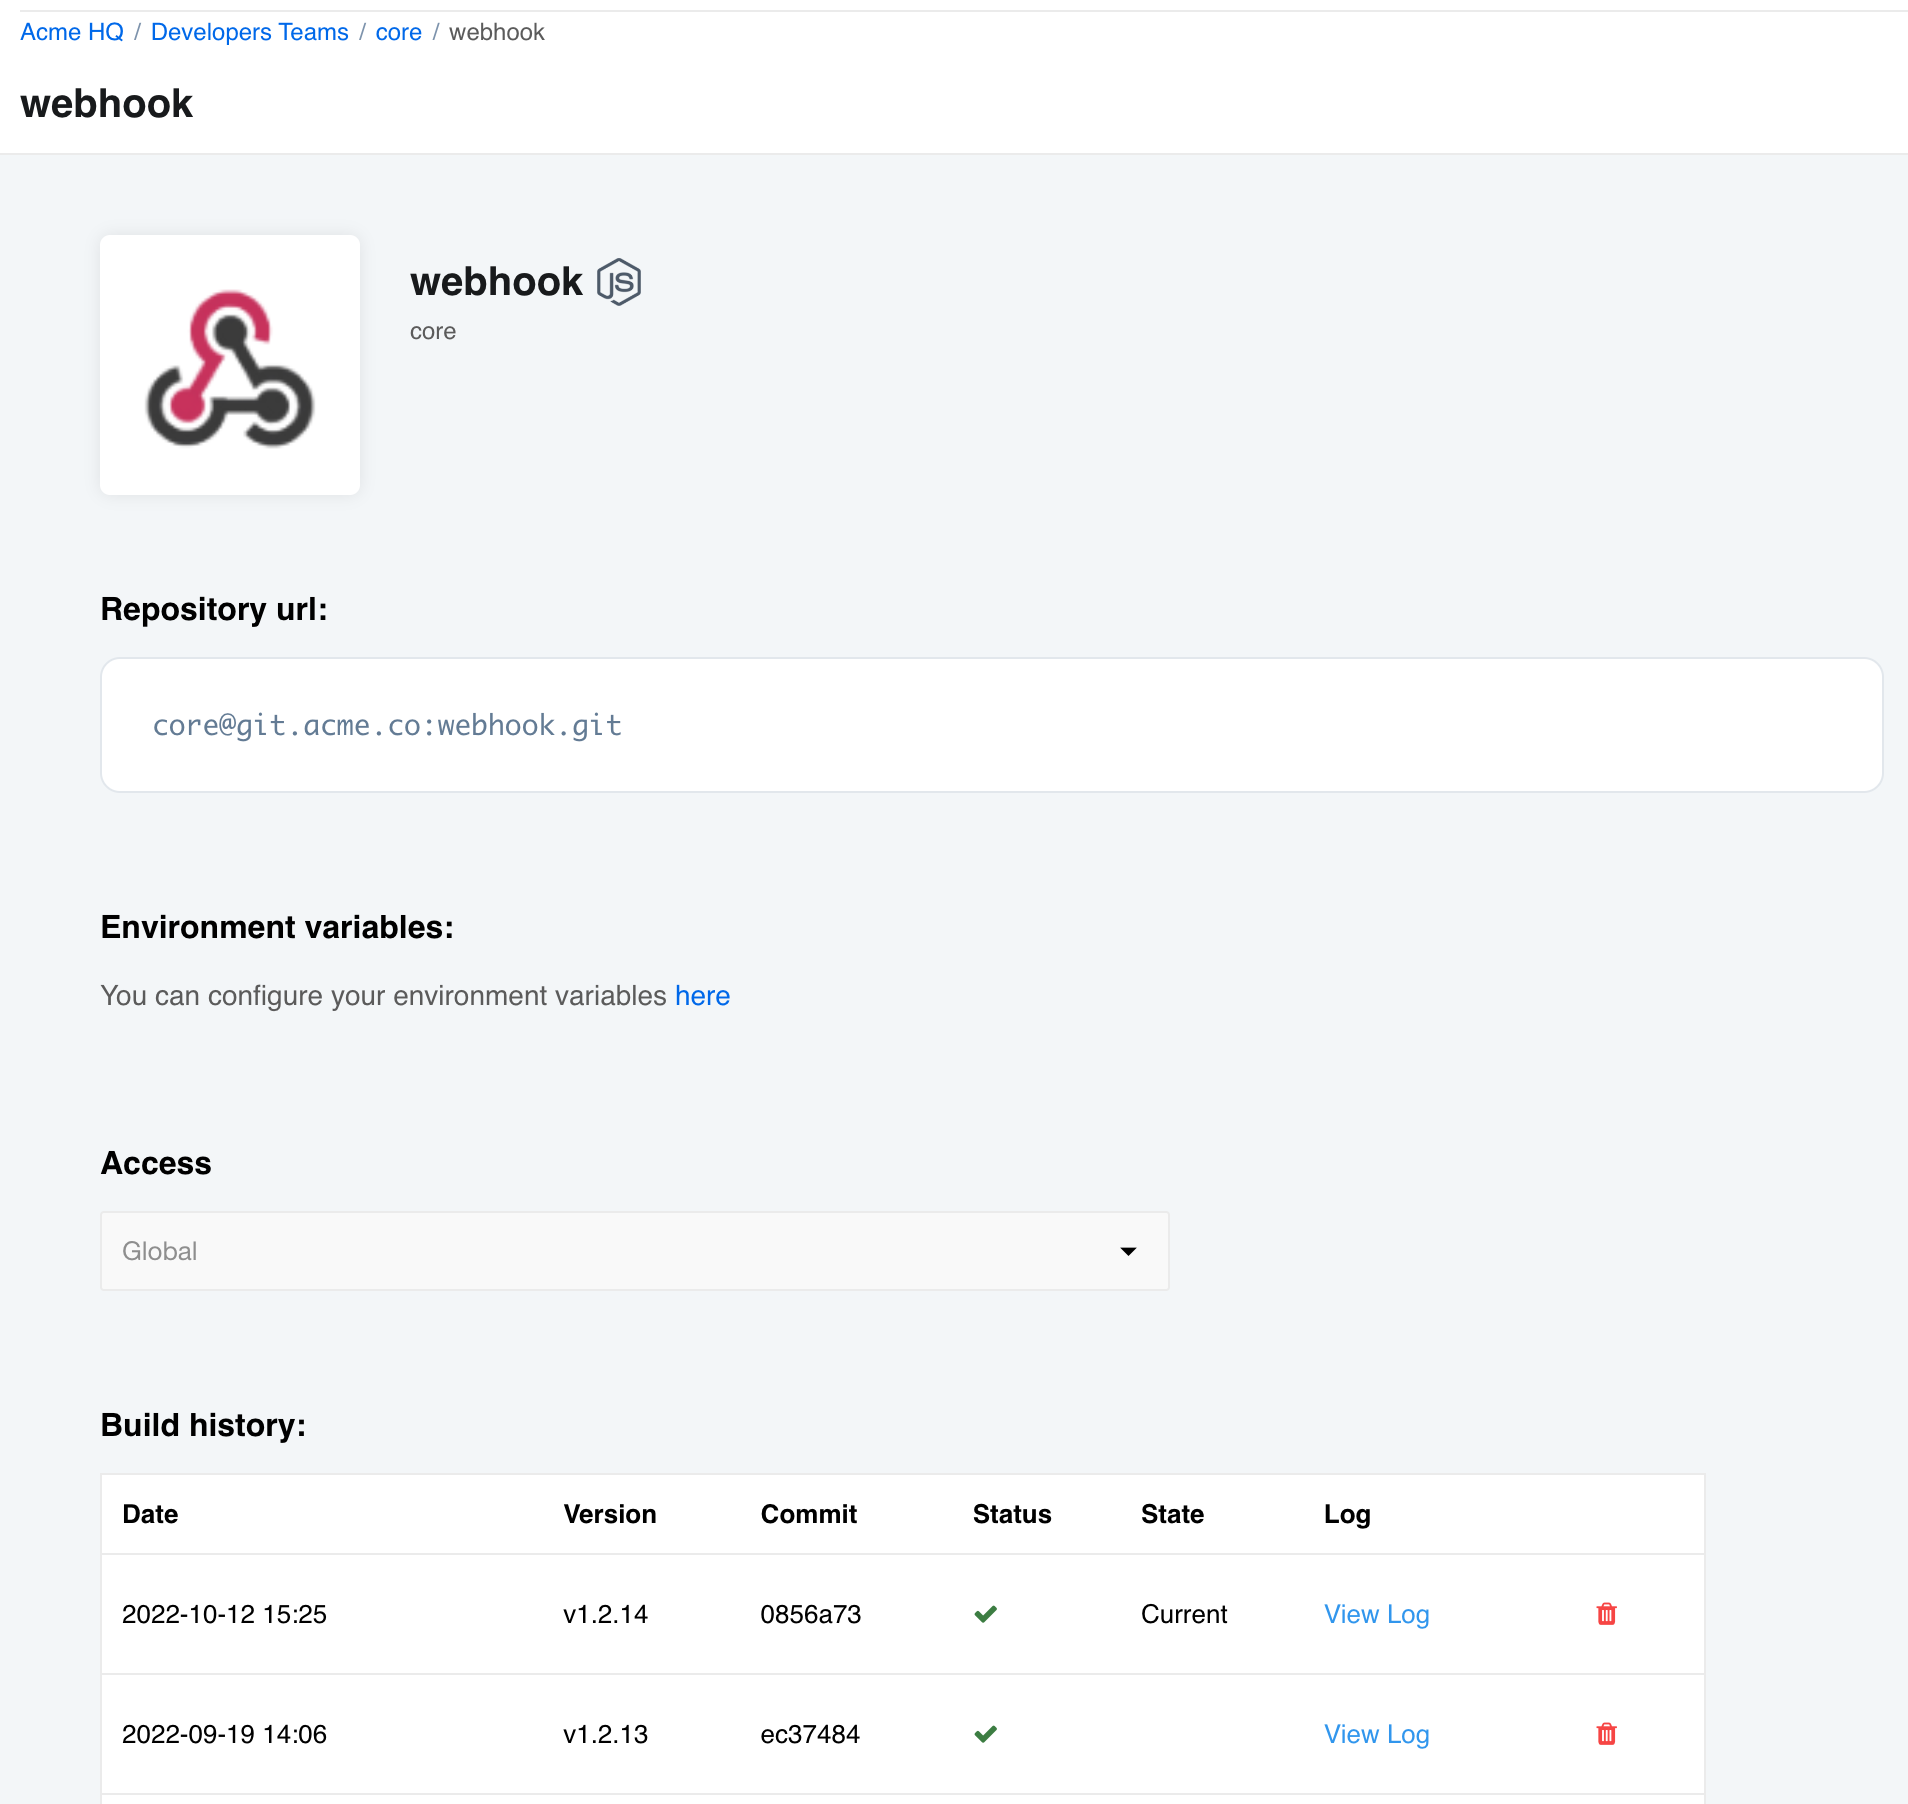 Acme HQ / Developers Teams / core / webhook
webhook
webhook JS
core
Repository url:
core@git.acme.co:webhook.git
Environment variables:
You can configure your environment variables here
Access
Global
Build history:
Date Version Commit Status State Log
2022-10-12 15:25 v1.2.14 0856a73 Current View Log
2022-09-19 14:06 v1.2.13 ec37484 View Log